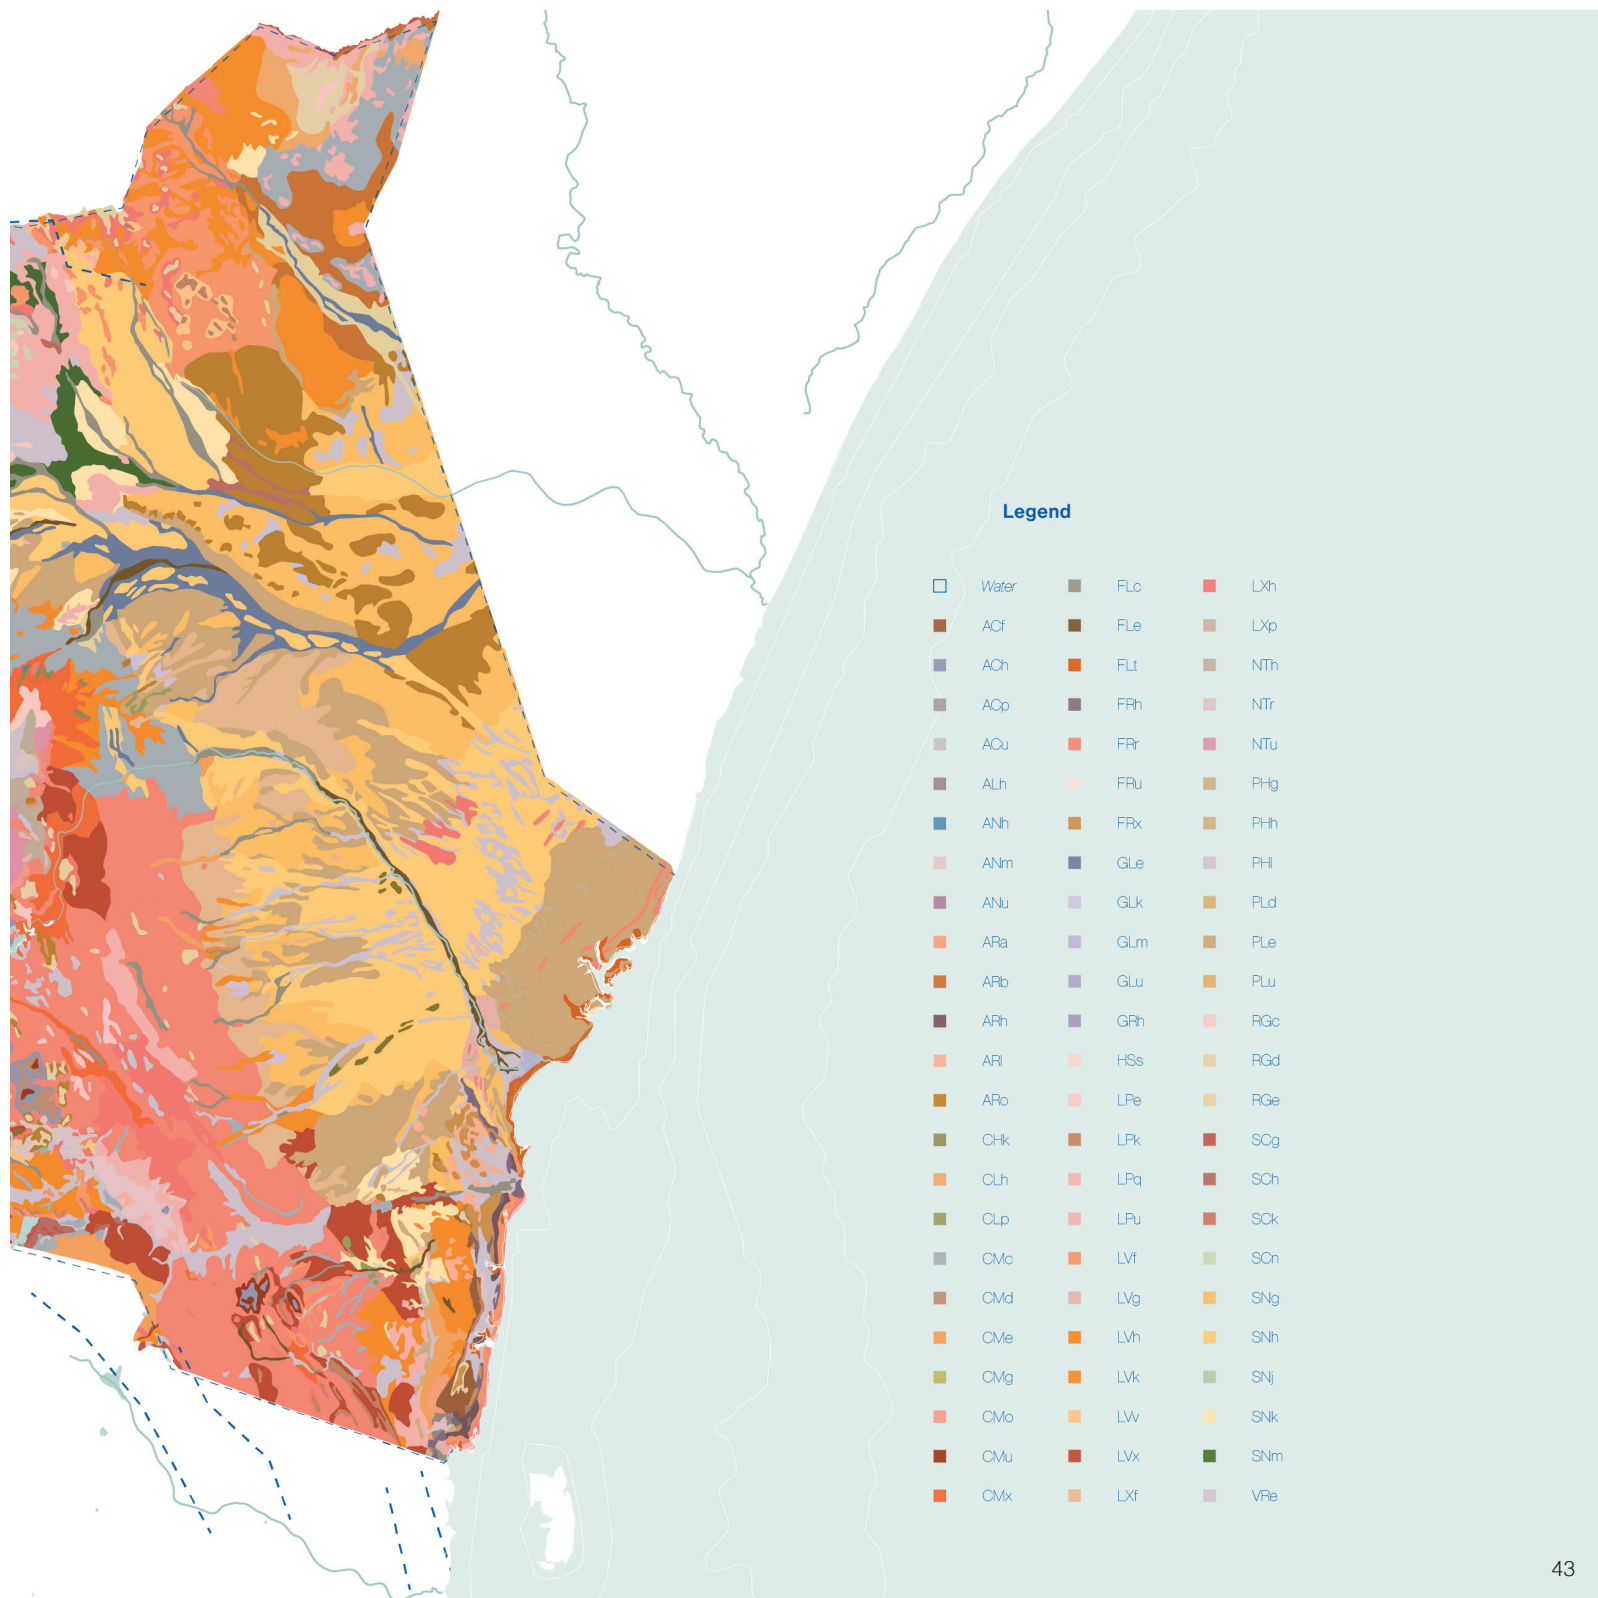 Legend
Water FLc LXh
ACf FLe LXp
ACh FLt NTh
ACp FRh NTr
ACu FRr NTu
ALh FRu PHg
ANh FRx PHh
ANm GLe PHl
ANu GLk PLd
ARa GLm PLe
ARb GLu PLu
ARh GRh RGc
ARl HSs RGd
ARo LPe RGe
CHk LPk SCg
CLh LPq SCh
CLp LPu SCk
CMc LVf SCn
CMd LVg SNg
CMe LVh SNh
CMg LVk SNj
CMo LVv SNk
CMu LVx SNm
CMx LXf VRe
43